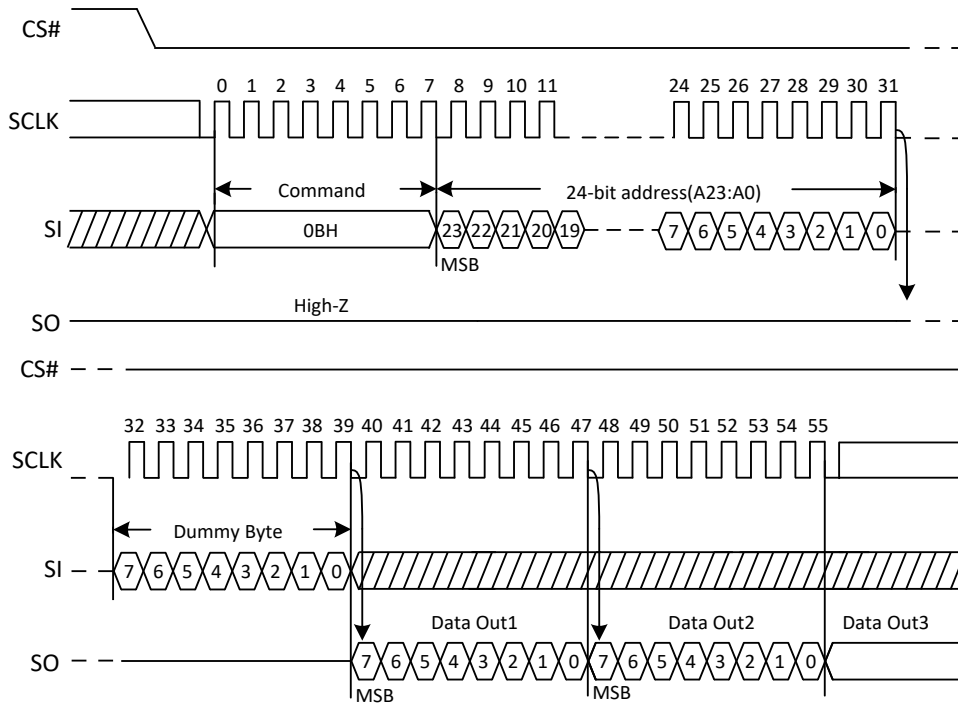 CS#
0 1 2 3 4 5 6 7 8 9 10 11 24 25 26 27 28 29 30 31
SCLK
Command 24-bit address(A23:A0)
SI 0BH 23 22 21 20 19 7 6 5 4 3 2 1 0
MSB
High-Z
SO
CS#
32 33 34 35 36 37 38 39 40 41 42 43 44 45 46 47 48 49 50 51 52 53 54 55
SCLK
Dummy Byte
SI 7 6 5 4 3 2 1 0
Data Out1 Data Out2 Data Out3
SO 7 6 5 4 3 2 1 0 7 6 5 4 3 2 1 0
MSB MSB